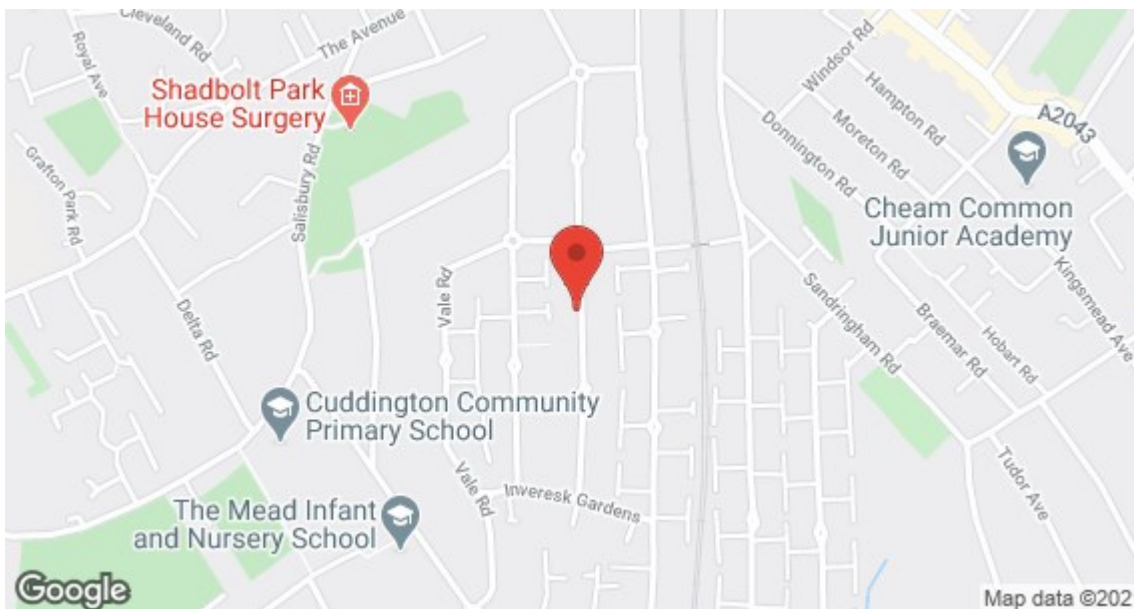 Cleveland Rd
Royal Ave
The Avenue
Windsor Rd
Shadbolt Park
House Surgery
Hampton Rd
A2043
Moreton Rd
Donnington Rd
Grafton Park Rd
Salisbury Rd
Cheam Common
Junior Academy
Kingsmead Ave
Vale Rd
Delta Rd
Sandringham Rd
Braemar Rd
Hobart Rd
Cuddington Community
Primary School
Tudor Ave
Vale Rd
Inveresk Gardens
The Mead Infant
and Nursery School
Google
Map data ©202